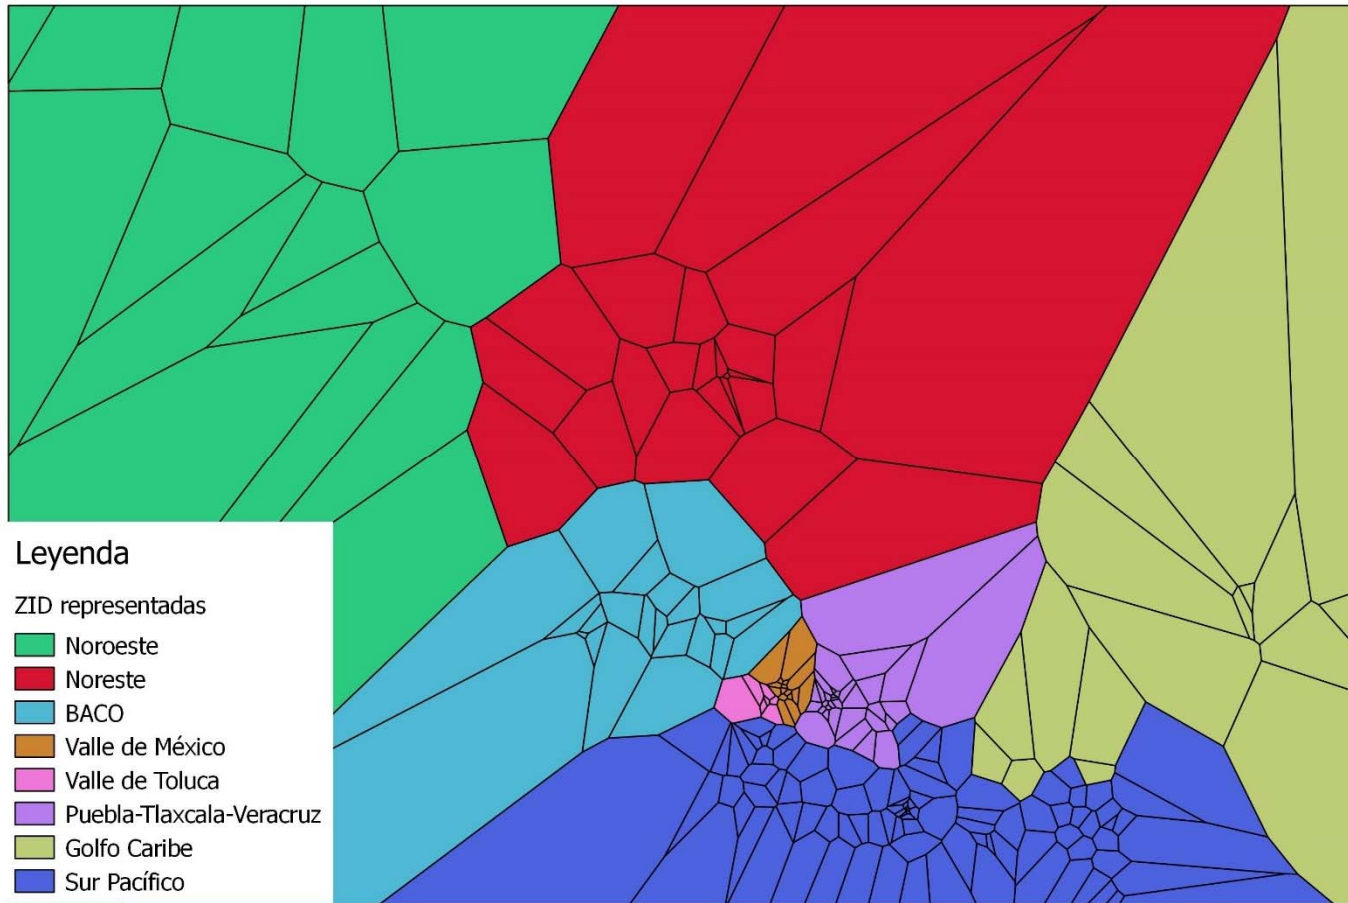 Leyenda
ZID representadas
Noroeste
Noreste
BACO
Valle de México
Valle de Toluca
Puebla-Tlaxcala-Veracruz
Golfo Caribe
Sur Pacífico